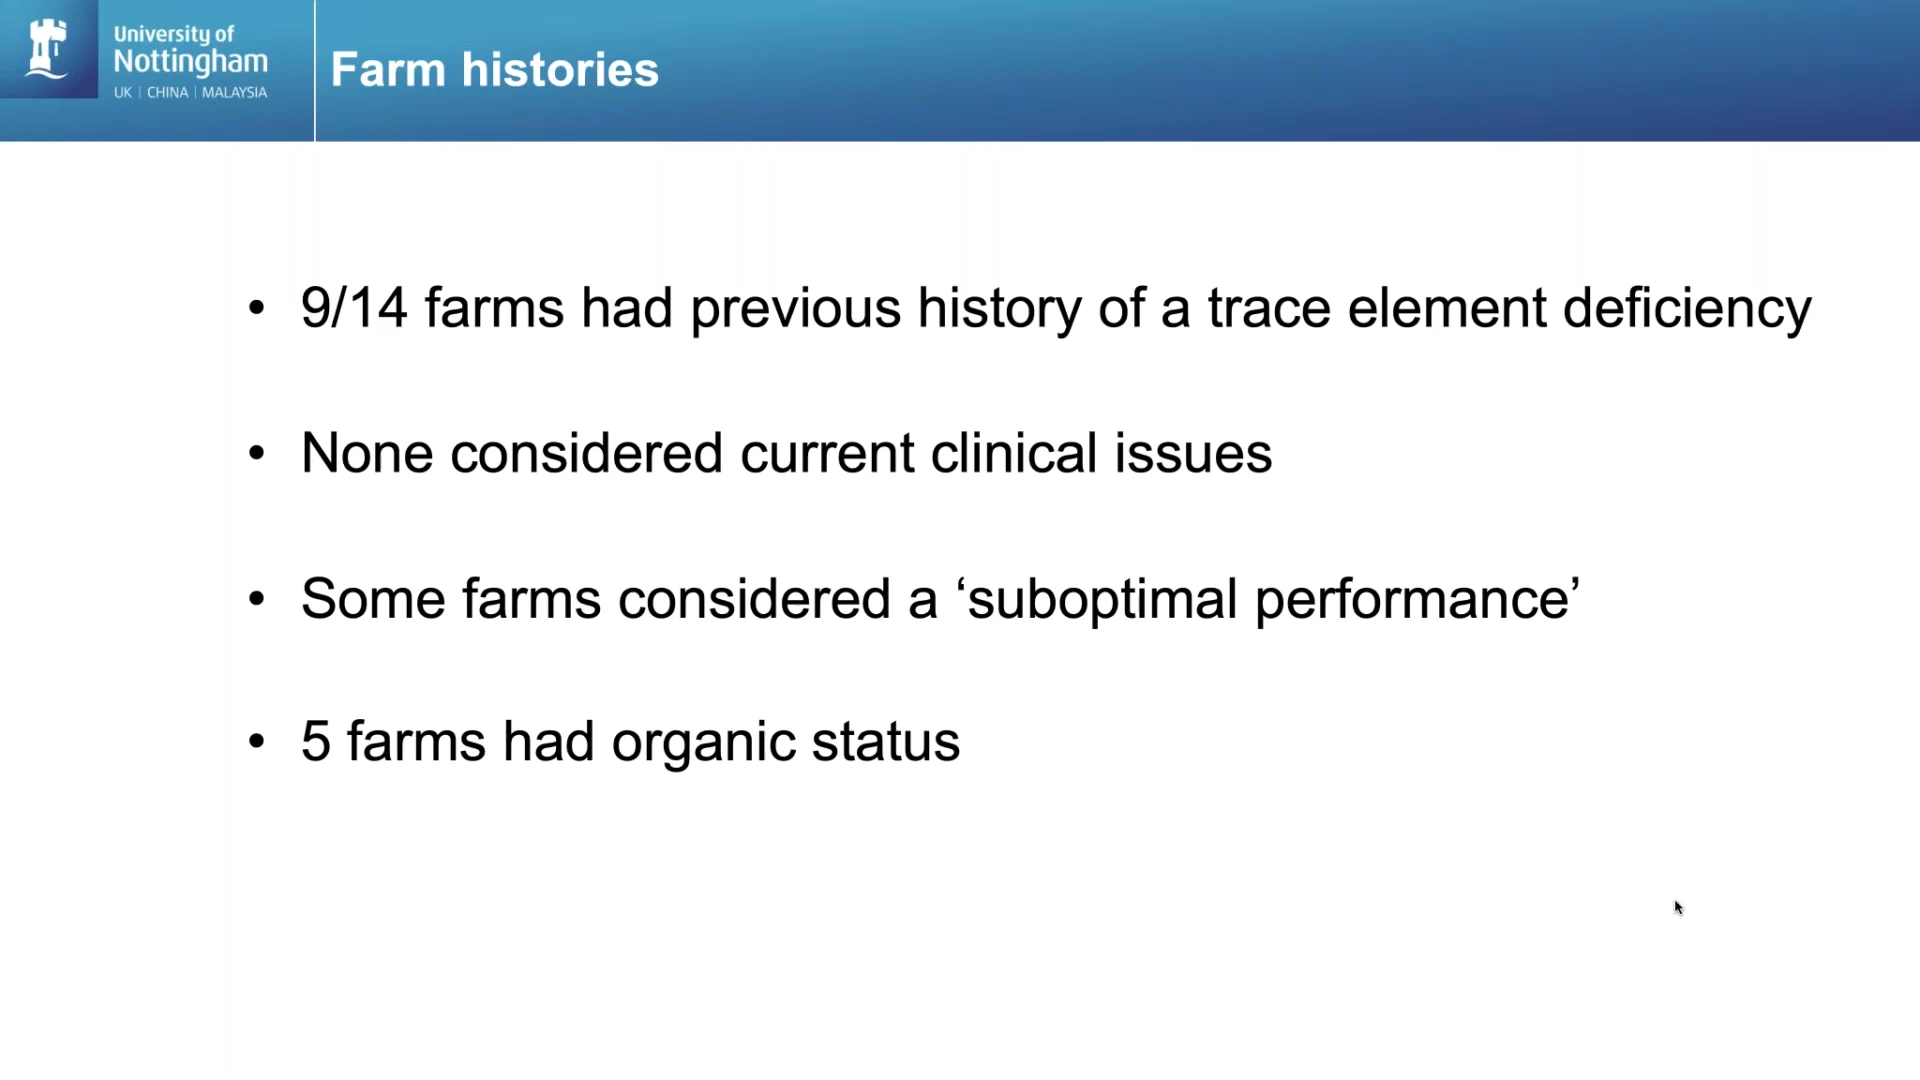 University of
Nottingham
UK | CHINA | MALAYSIA
Farm histories
• 9/14 farms had previous history of a trace element deficiency
• None considered current clinical issues
• Some farms considered a ‘suboptimal performance’
• 5 farms had organic status